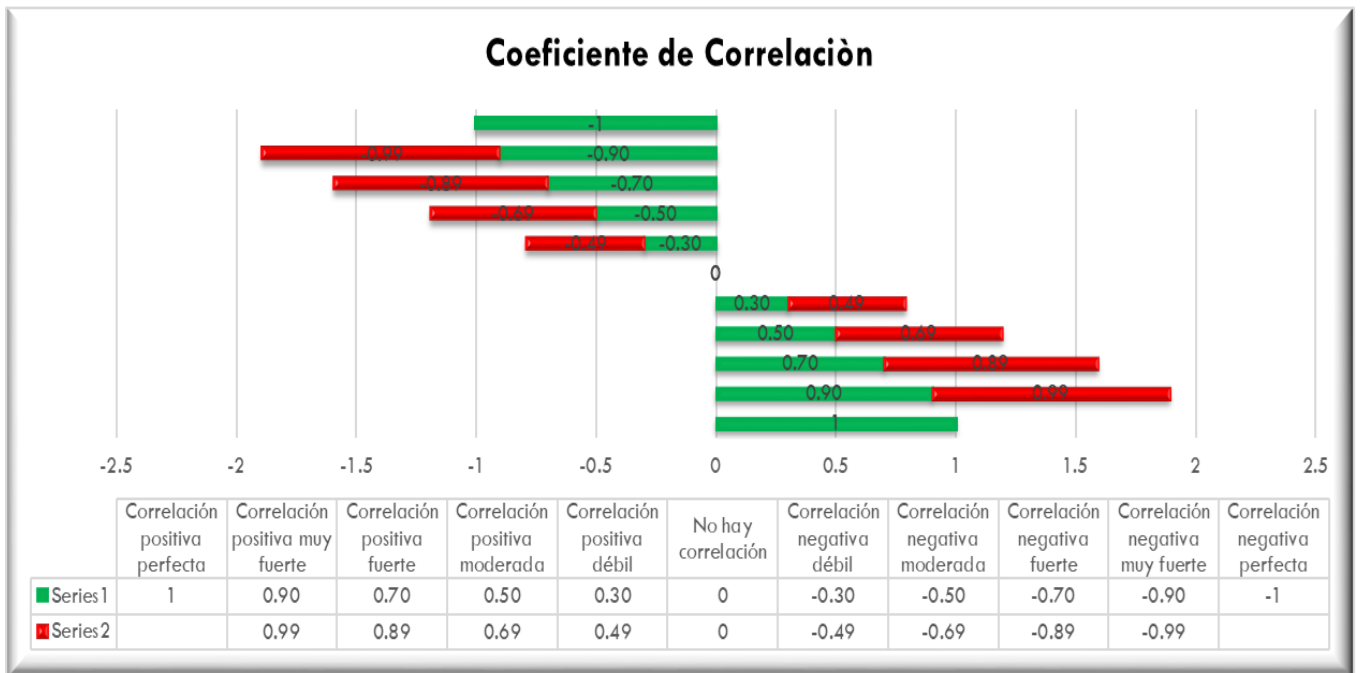 Coeficiente de Correlaciòn
-1
-0.99 -0.90
-0.89 -0.70
-0.69 -0.50
-0.49 -0.30
0
0.30 0.49
0.50 0.69
0.70 0.89
0.90 0.99
1
-2.5 -2 -1.5 -1 -0.5 0 0.5 1 1.5 2 2.5
Correlación positiva perfecta Correlación positiva muy fuerte Correlación positiva fuerte Correlación positiva moderada Correlación positiva débil No hay correlación Correlación negativa débil Correlación negativa moderada Correlación negativa fuerte Correlación negativa muy fuerte Correlación negativa perfecta
Series1 1 0.90 0.70 0.50 0.30 0 -0.30 -0.50 -0.70 -0.90 -1
Series2 0.99 0.89 0.69 0.49 0 -0.49 -0.69 -0.89 -0.99